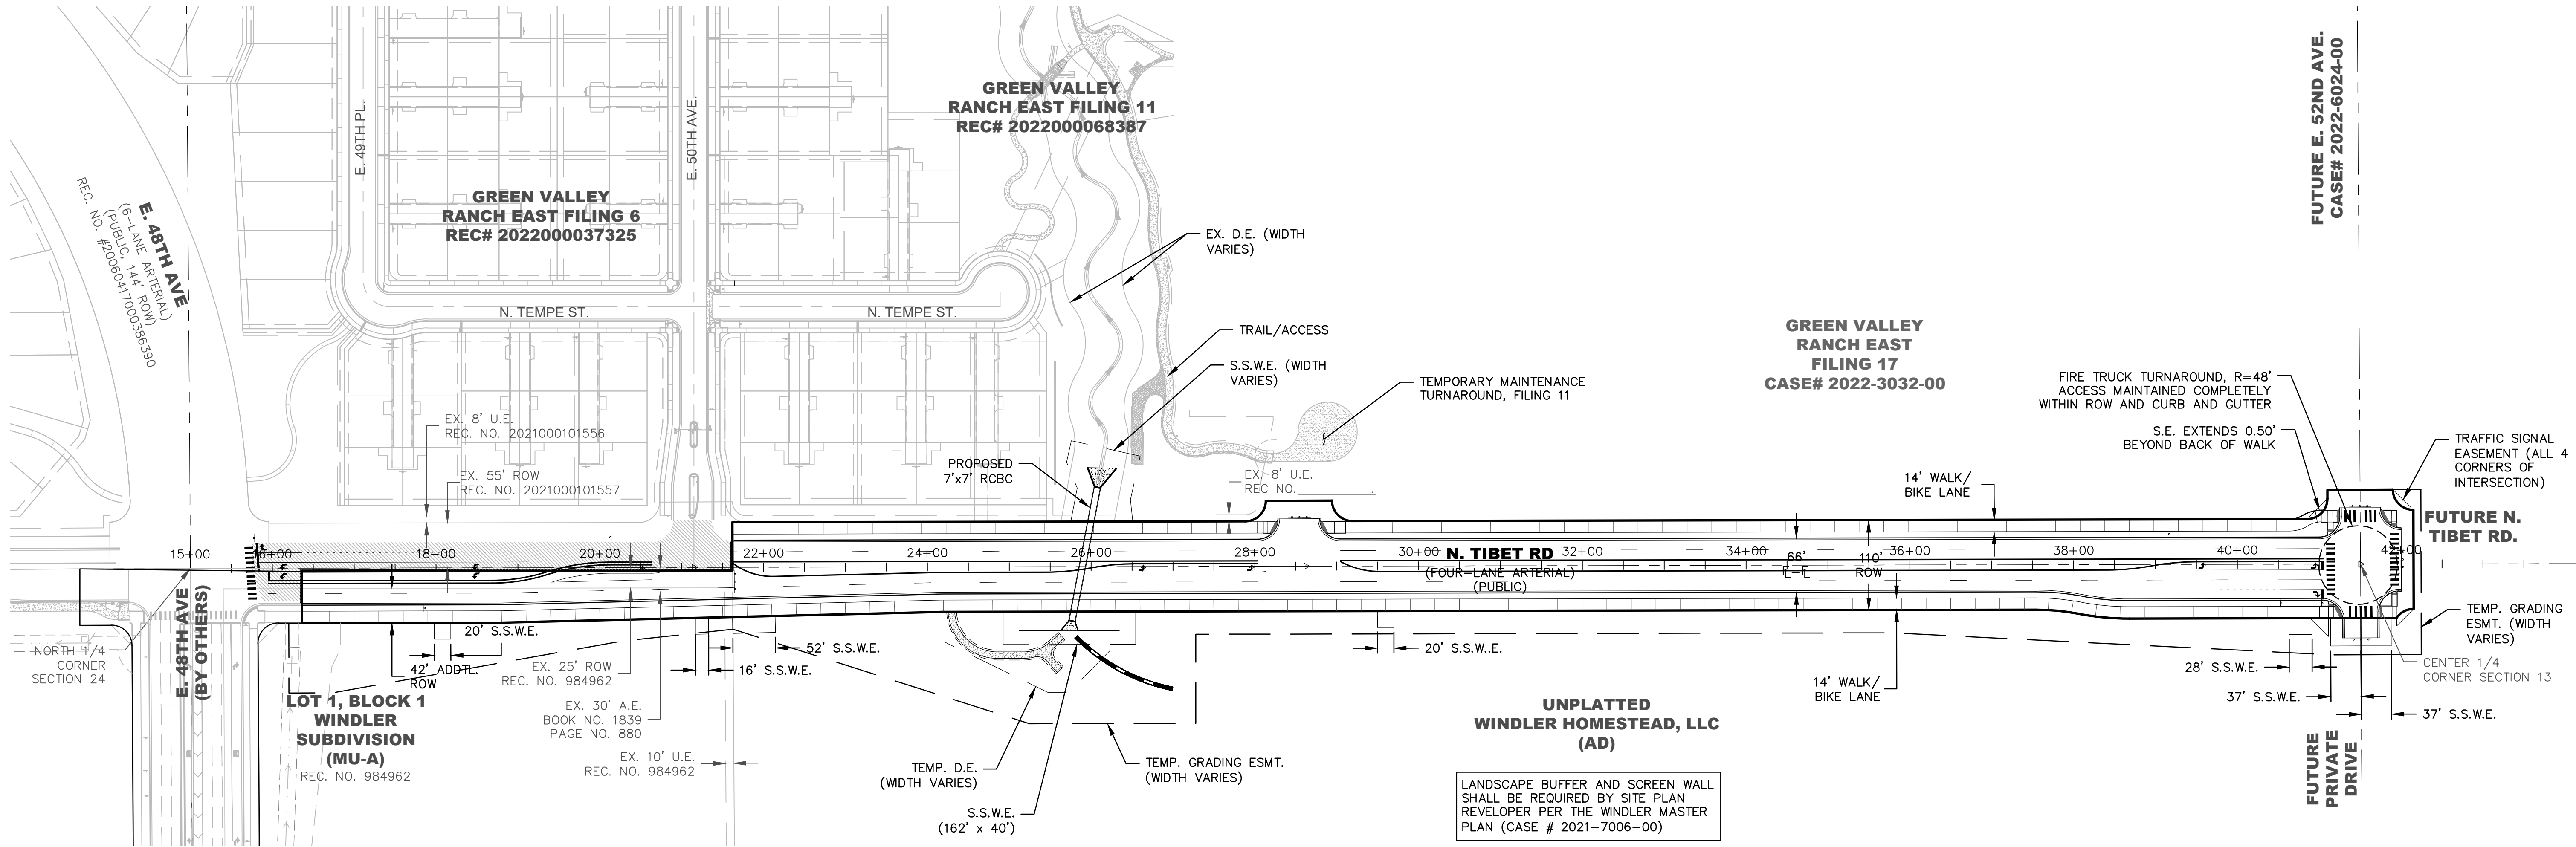 E. 48TH AVE
(6-LANE ARTERIAL)
(PUBLIC, 144' ROW)
REC. NO. #2006041700386390
E. 49TH PL.
E. 50TH AVE.
GREEN VALLEY
RANCH EAST FILING 6
REC# 2022000037325
GREEN VALLEY
RANCH EAST FILING 11
REC# 2022000068387
N. TEMPE ST.
N. TEMPE ST.
EX. D.E. (WIDTH
VARIES)
TRAIL/ACCESS
S.S.W.E. (WIDTH
VARIES)
TEMPORARY MAINTENANCE
TURNAROUND, FILING 11
GREEN VALLEY
RANCH EAST
FILING 17
CASE# 2022-3032-00
FUTURE E. 52ND AVE.
CASE# 2022-6024-00
FIRE TRUCK TURNAROUND, R=48'
ACCESS MAINTAINED COMPLETELY
WITHIN ROW AND CURB AND GUTTER
S.E. EXTENDS 0.50'
BEYOND BACK OF WALK
TRAFFIC SIGNAL
EASEMENT (ALL 4
CORNERS OF
INTERSECTION)
EX. 8' U.E.
REC. NO. 2021000101556
EX. 55' ROW
REC. NO. 2021000101557
PROPOSED
7'x7' RCBC
EX. 8' U.E.
REC NO.
14' WALK/
BIKE LANE
FUTURE N.
TIBET RD.
15+00
16+00
18+00
20+00
22+00
24+00
26+00
28+00
30+00
N. TIBET RD
32+00
34+00
36+00
38+00
40+00
42+00
(FOUR-LANE ARTERIAL)
(PUBLIC)
66'
110'
ROW
NORTH 1/4
CORNER
SECTION 24
E. 48TH AVE
(BY OTHERS)
20' S.S.W.E.
42' ADDTL.
ROW
EX. 25' ROW
REC. NO. 984962
16' S.S.W.E.
52' S.S.W.E.
20' S.S.W..E.
14' WALK/
BIKE LANE
28' S.S.W.E.
37' S.S.W.E.
37' S.S.W.E.
TEMP. GRADING
ESMT. (WIDTH
VARIES)
CENTER 1/4
CORNER SECTION 13
LOT 1, BLOCK 1
WINDLER
SUBDIVISION
(MU-A)
REC. NO. 984962
EX. 30' A.E.
BOOK NO. 1839
PAGE NO. 880
EX. 10' U.E.
REC. NO. 984962
TEMP. D.E.
(WIDTH VARIES)
TEMP. GRADING ESMT.
(WIDTH VARIES)
S.S.W.E.
(162' x 40')
UNPLATTED
WINDLER HOMESTEAD, LLC
(AD)
LANDSCAPE BUFFER AND SCREEN WALL
SHALL BE REQUIRED BY SITE PLAN
REVELOPER PER THE WINDLER MASTER
PLAN (CASE # 2021-7006-00)
FUTURE
PRIVATE
DRIVE